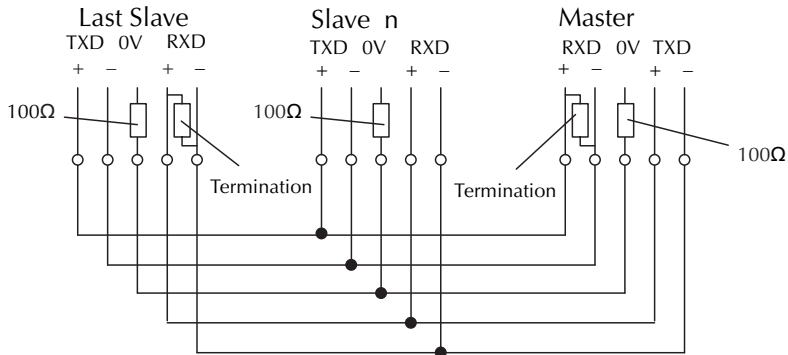 Last Slave Slave n Master
TXD 0V RXD TXD 0V RXD RXD 0V TXD
+ − + − + − + − + − + −
100Ω 100Ω 100Ω
Termination Termination